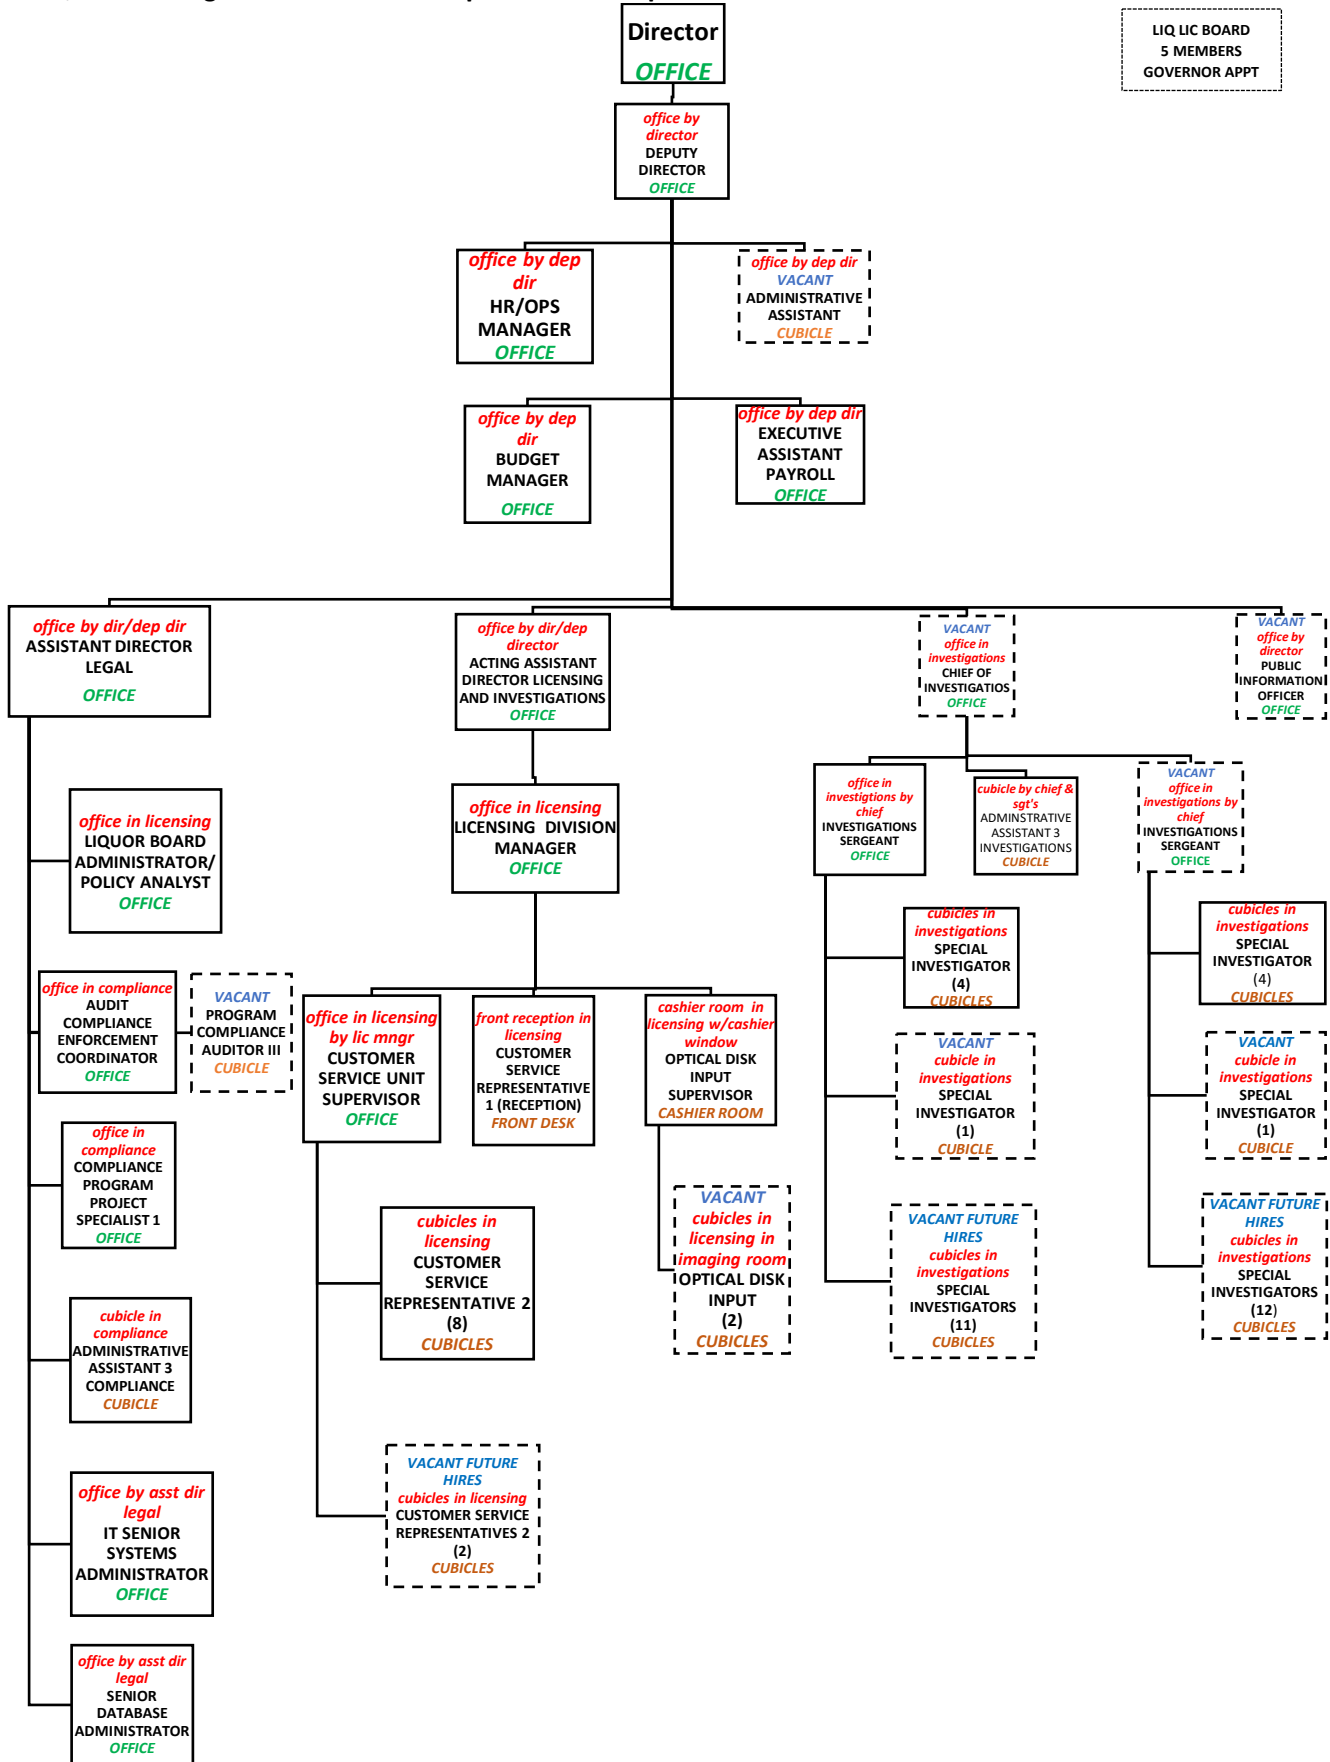 Director
OFFICE
LIQ LIC BOARD
5 MEMBERS
GOVERNOR APPT
office by
director
DEPUTY
DIRECTOR
OFFICE
office by dep
dir
HR/OPS
MANAGER
OFFICE
office by dep dir
VACANT
ADMINISTRATIVE
ASSISTANT
CUBICLE
office by dep
dir
BUDGET
MANAGER
OFFICE
office by dep dir
EXECUTIVE
ASSISTANT
PAYROLL
OFFICE
office by dir/dep dir
ASSISTANT DIRECTOR
LEGAL
OFFICE
office by dir/dep
director
ACTING ASSISTANT
DIRECTOR LICENSING
AND INVESTIGATIONS
OFFICE
VACANT
office in
investigations
CHIEF OF
INVESTIGATIOS
OFFICE
VACANT
office by
director
PUBLIC
INFORMATION
OFFICER
OFFICE
office in licensing
LIQUOR BOARD
ADMINISTRATOR/
POLICY ANALYST
OFFICE
office in licensing
LICENSING DIVISION
MANAGER
OFFICE
office in
investigtions by
chief
INVESTIGATIONS
SERGEANT
OFFICE
cubicle by chief &
sgt's
ADMINSTRATIVE
ASSISTANT 3
INVESTIGATIONS
CUBICLE
VACANT
office in
investigations by
chief
INVESTIGATIONS
SERGEANT
OFFICE
office in compliance
AUDIT
COMPLIANCE
ENFORCEMENT
COORDINATOR
OFFICE
VACANT
PROGRAM
COMPLIANCE
AUDITOR III
CUBICLE
office in licensing
by lic mngr
CUSTOMER
SERVICE UNIT
SUPERVISOR
OFFICE
front reception in
licensing
CUSTOMER
SERVICE
REPRESENTATIVE
1 (RECEPTION)
FRONT DESK
cashier room in
licensing w/cashier
window
OPTICAL DISK
INPUT
SUPERVISOR
CASHIER ROOM
cubicles in
investigations
SPECIAL
INVESTIGATOR
(4)
CUBICLES
cubicles in
investigations
SPECIAL
INVESTIGATOR
(4)
CUBICLES
VACANT
cubicle in
investigations
SPECIAL
INVESTIGATOR
(1)
CUBICLE
VACANT
cubicle in
investigations
SPECIAL
INVESTIGATOR
(1)
CUBICLE
office in
compliance
COMPLIANCE
PROGRAM
PROJECT
SPECIALIST 1
OFFICE
cubicles in
licensing
CUSTOMER
SERVICE
REPRESENTATIVE 2
(8)
CUBICLES
VACANT
cubicles in
licensing in
imaging room
OPTICAL DISK
INPUT
(2)
CUBICLES
VACANT FUTURE
HIRES
cubicles in
investigations
SPECIAL
INVESTIGATORS
(11)
CUBICLES
VACANT FUTURE
HIRES
cubicles in
investigations
SPECIAL
INVESTIGATORS
(12)
CUBICLES
cubicle in
compliance
ADMINISTRATIVE
ASSISTANT 3
COMPLIANCE
CUBICLE
VACANT FUTURE
HIRES
cubicles in licensing
CUSTOMER SERVICE
REPRESENTATIVES 2
(2)
CUBICLES
office by asst dir
legal
IT SENIOR
SYSTEMS
ADMINISTRATOR
OFFICE
office by asst dir
legal
SENIOR
DATABASE
ADMINISTRATOR
OFFICE